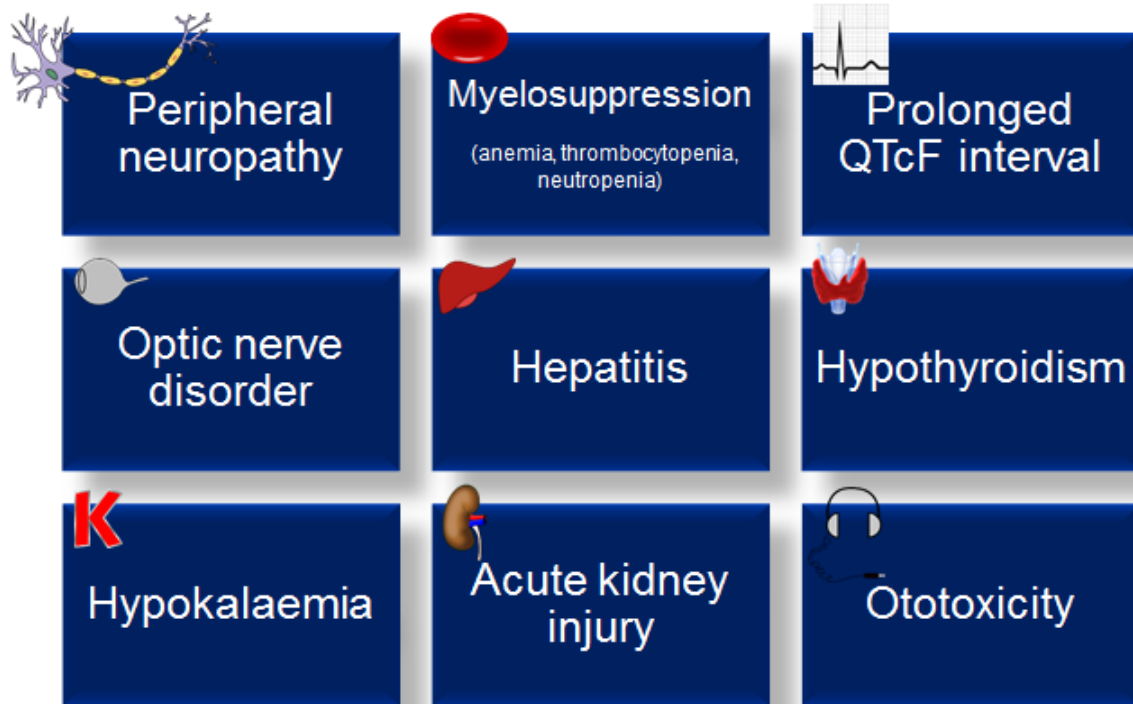 Peripheral
neuropathy
Myelosuppression
(anemia, thrombocytopenia,
neutropenia)
Prolonged
QTcF interval
Optic nerve
disorder
Hepatitis
Hypothyroidism
K
Hypokalaemia
Acute kidney
injury
Ototoxicity